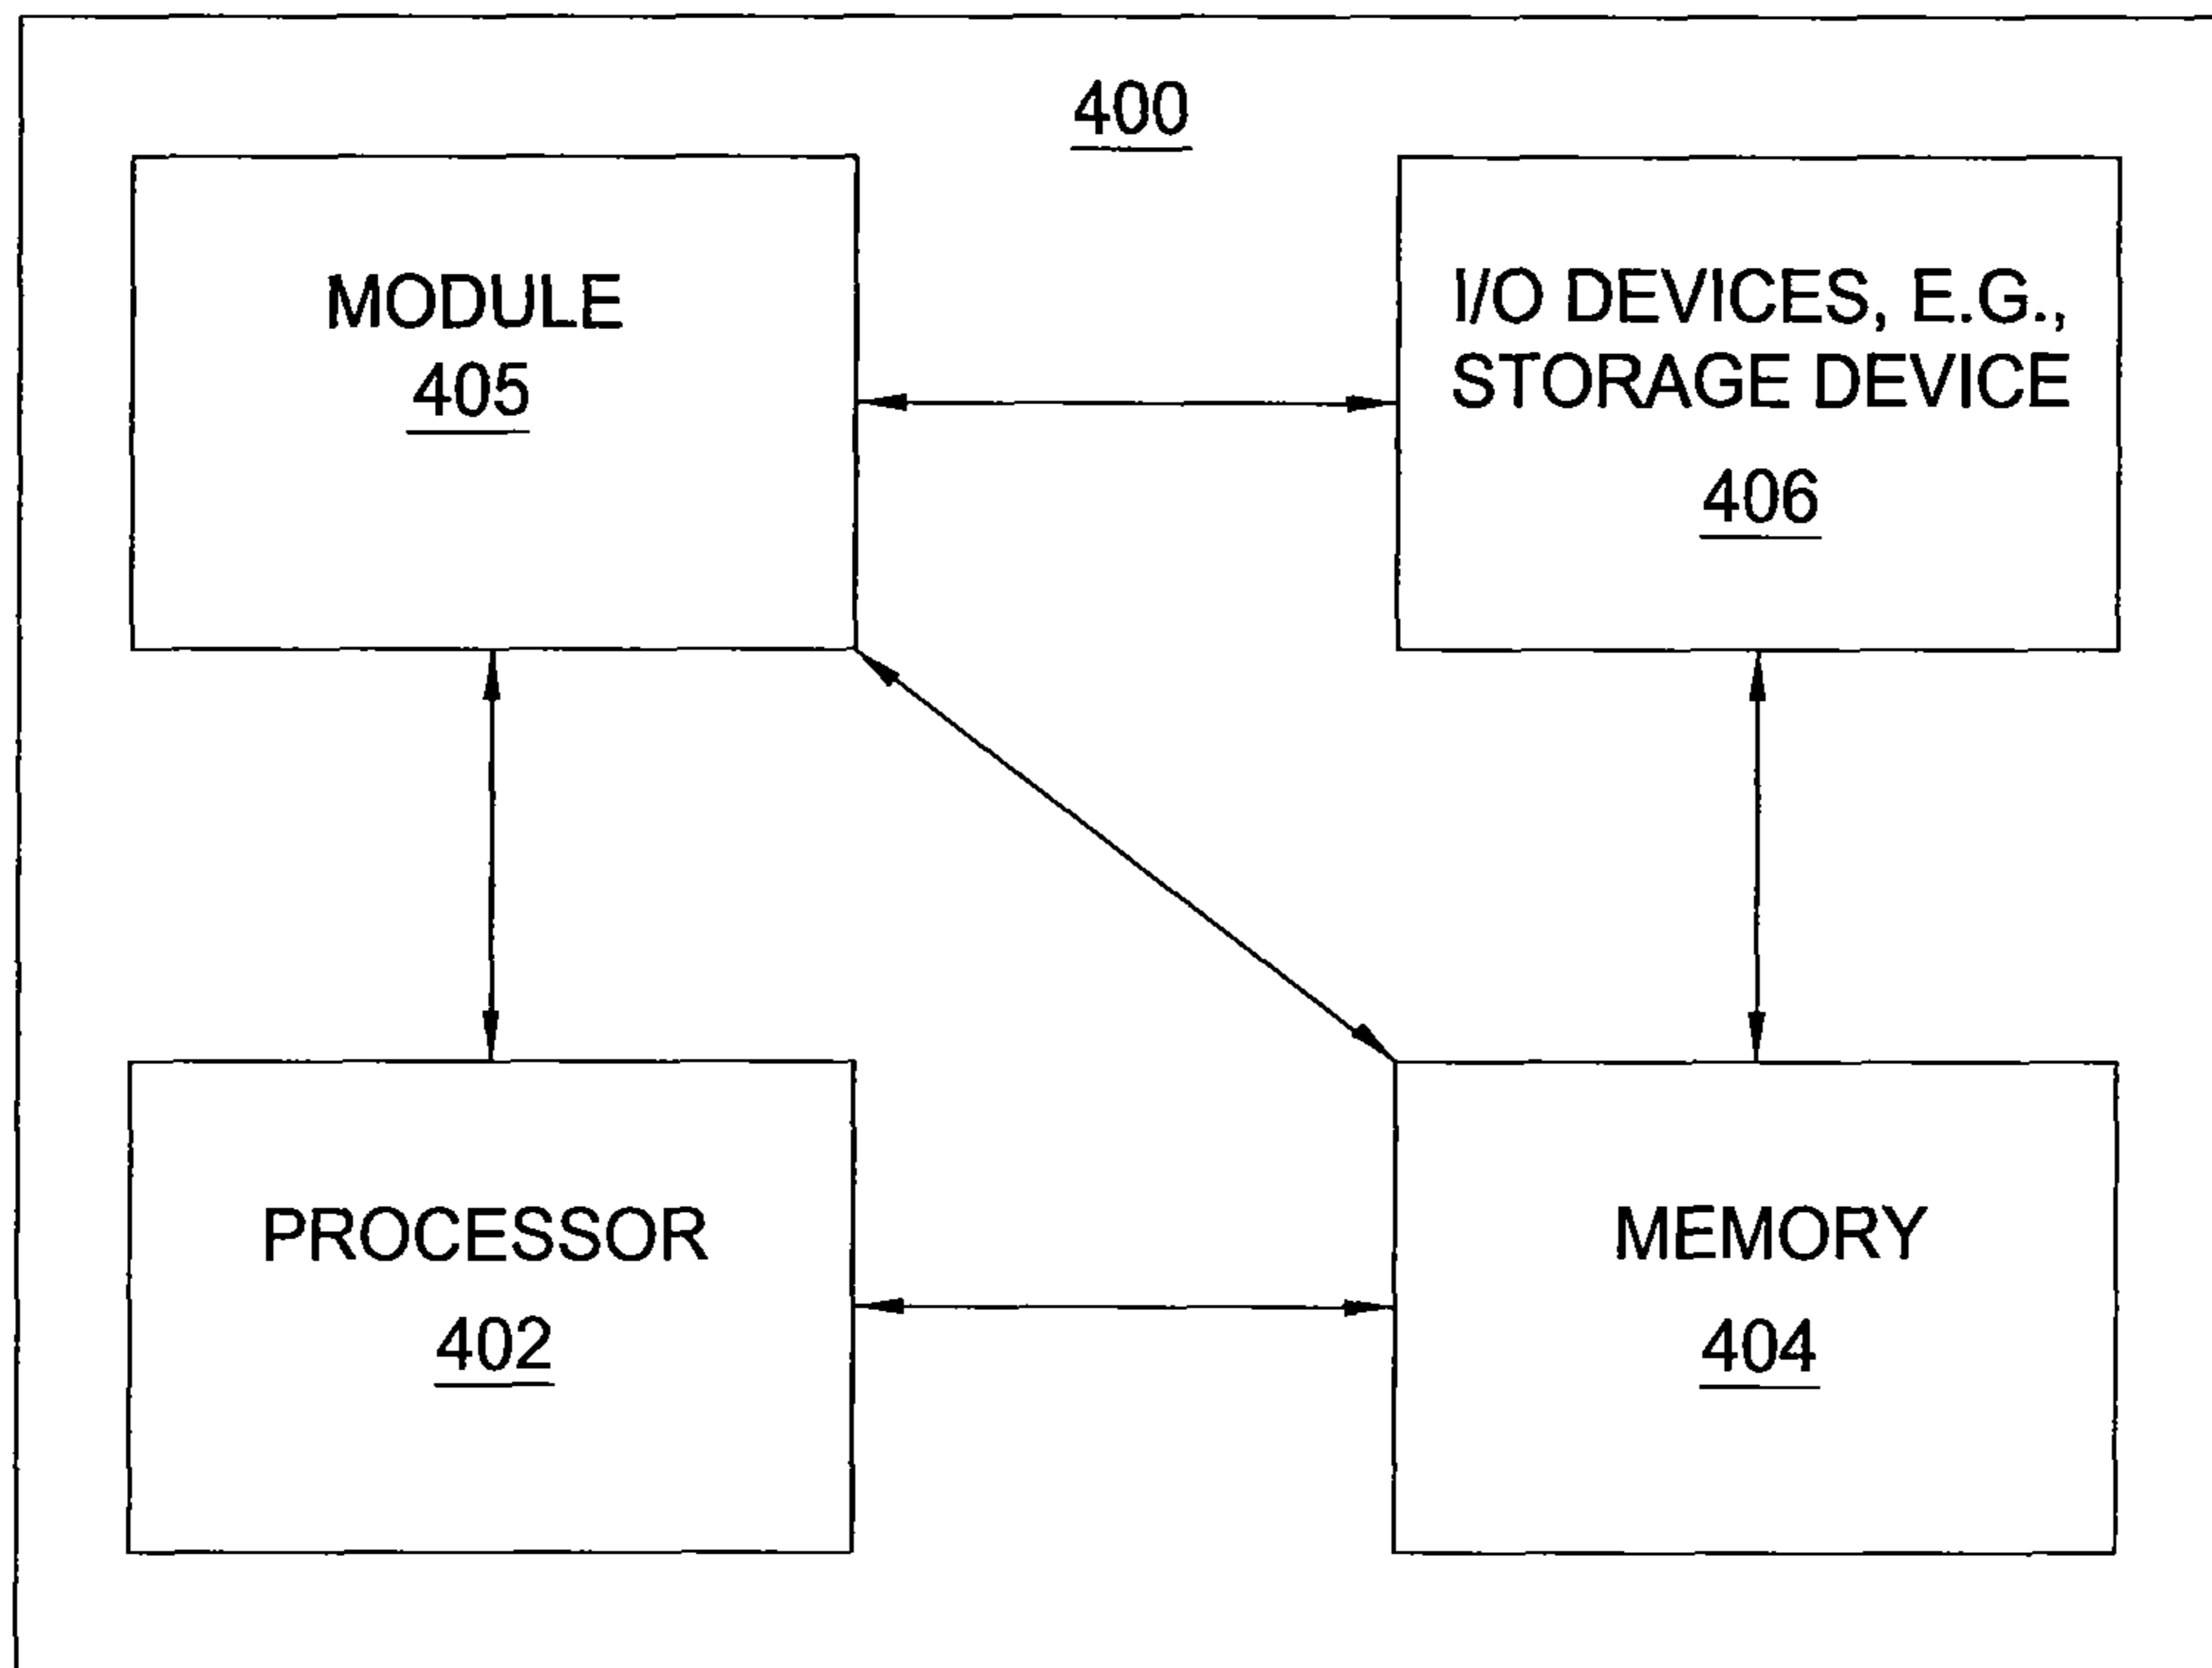 400
MODULE
405
I/O DEVICES, E.G.,
STORAGE DEVICE
406
PROCESSOR
402
MEMORY
404